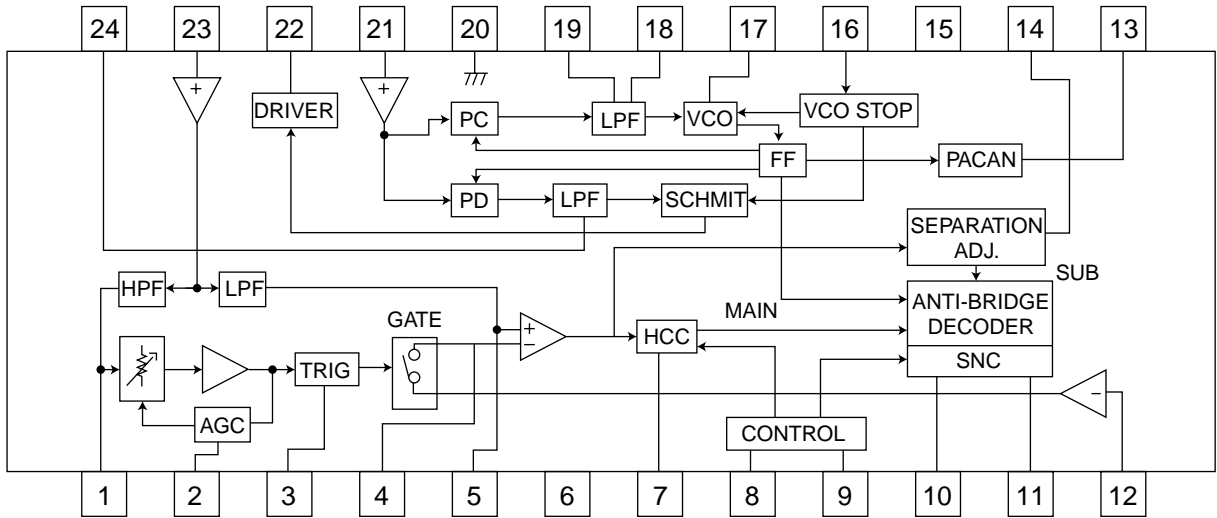 24 23 22 21 20 19 18 17 16 15 14 13
+ +
DRIVER PC LPF VCO VCO STOP
FF PACAN
PD LPF SCHMIT
SEPARATION
ADJ.
SUB
HPF LPF
ANTI-BRIDGE
DECODER
MAIN
GATE
+
−
HCC
SNC
TRIG
−
AGC
CONTROL
1 2 3 4 5 6 7 8 9 10 11 12